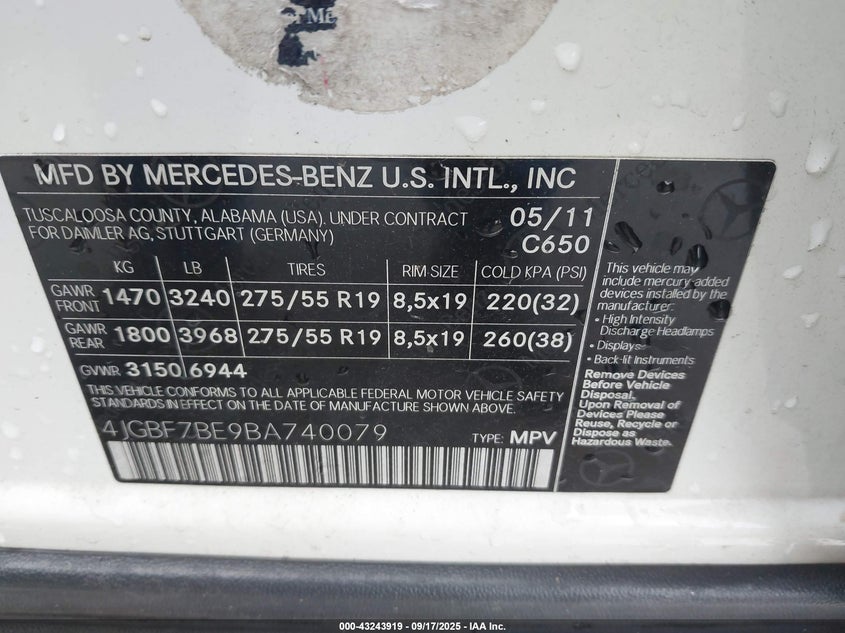 MFD BY MERCEDES-BENZ U.S. INTL., INC
TUSCALOOSA COUNTY, ALABAMA (USA), UNDER CONTRACT
FOR DAIMLER AG, STUTTGART (GERMANY)
05/11
C650
KG LB TIRES RIM SIZE COLD KPA (PSI)
GAWR FRONT 1470 3240 275/55 R19 8,5x19 220(32)
GAWR REAR 1800 3968 275/55 R19 8,5x19 260(38)
GVWR 3150 6944
THIS VEHICLE CONFORMS TO ALL APPLICABLE FEDERAL MOTOR VEHICLE SAFETY
STANDARDS IN EFFECT ON THE DATE OF MANUFACTURE SHOWN ABOVE.
4JGBF7BE9BA740079
TYPE: MPV
This vehicle may
include mercury-added
devices installed by the
manufacturer:
• High Intensity
Discharge Headlamps
• Displays
• Back-lit Instruments
Remove Devices
Before Vehicle
Disposal.
Upon Removal of
Devices Please
Reuse, Recycle or
Dispose as
Hazardous Waste.
000-43243919 - 09/17/2025 - IAA Inc.